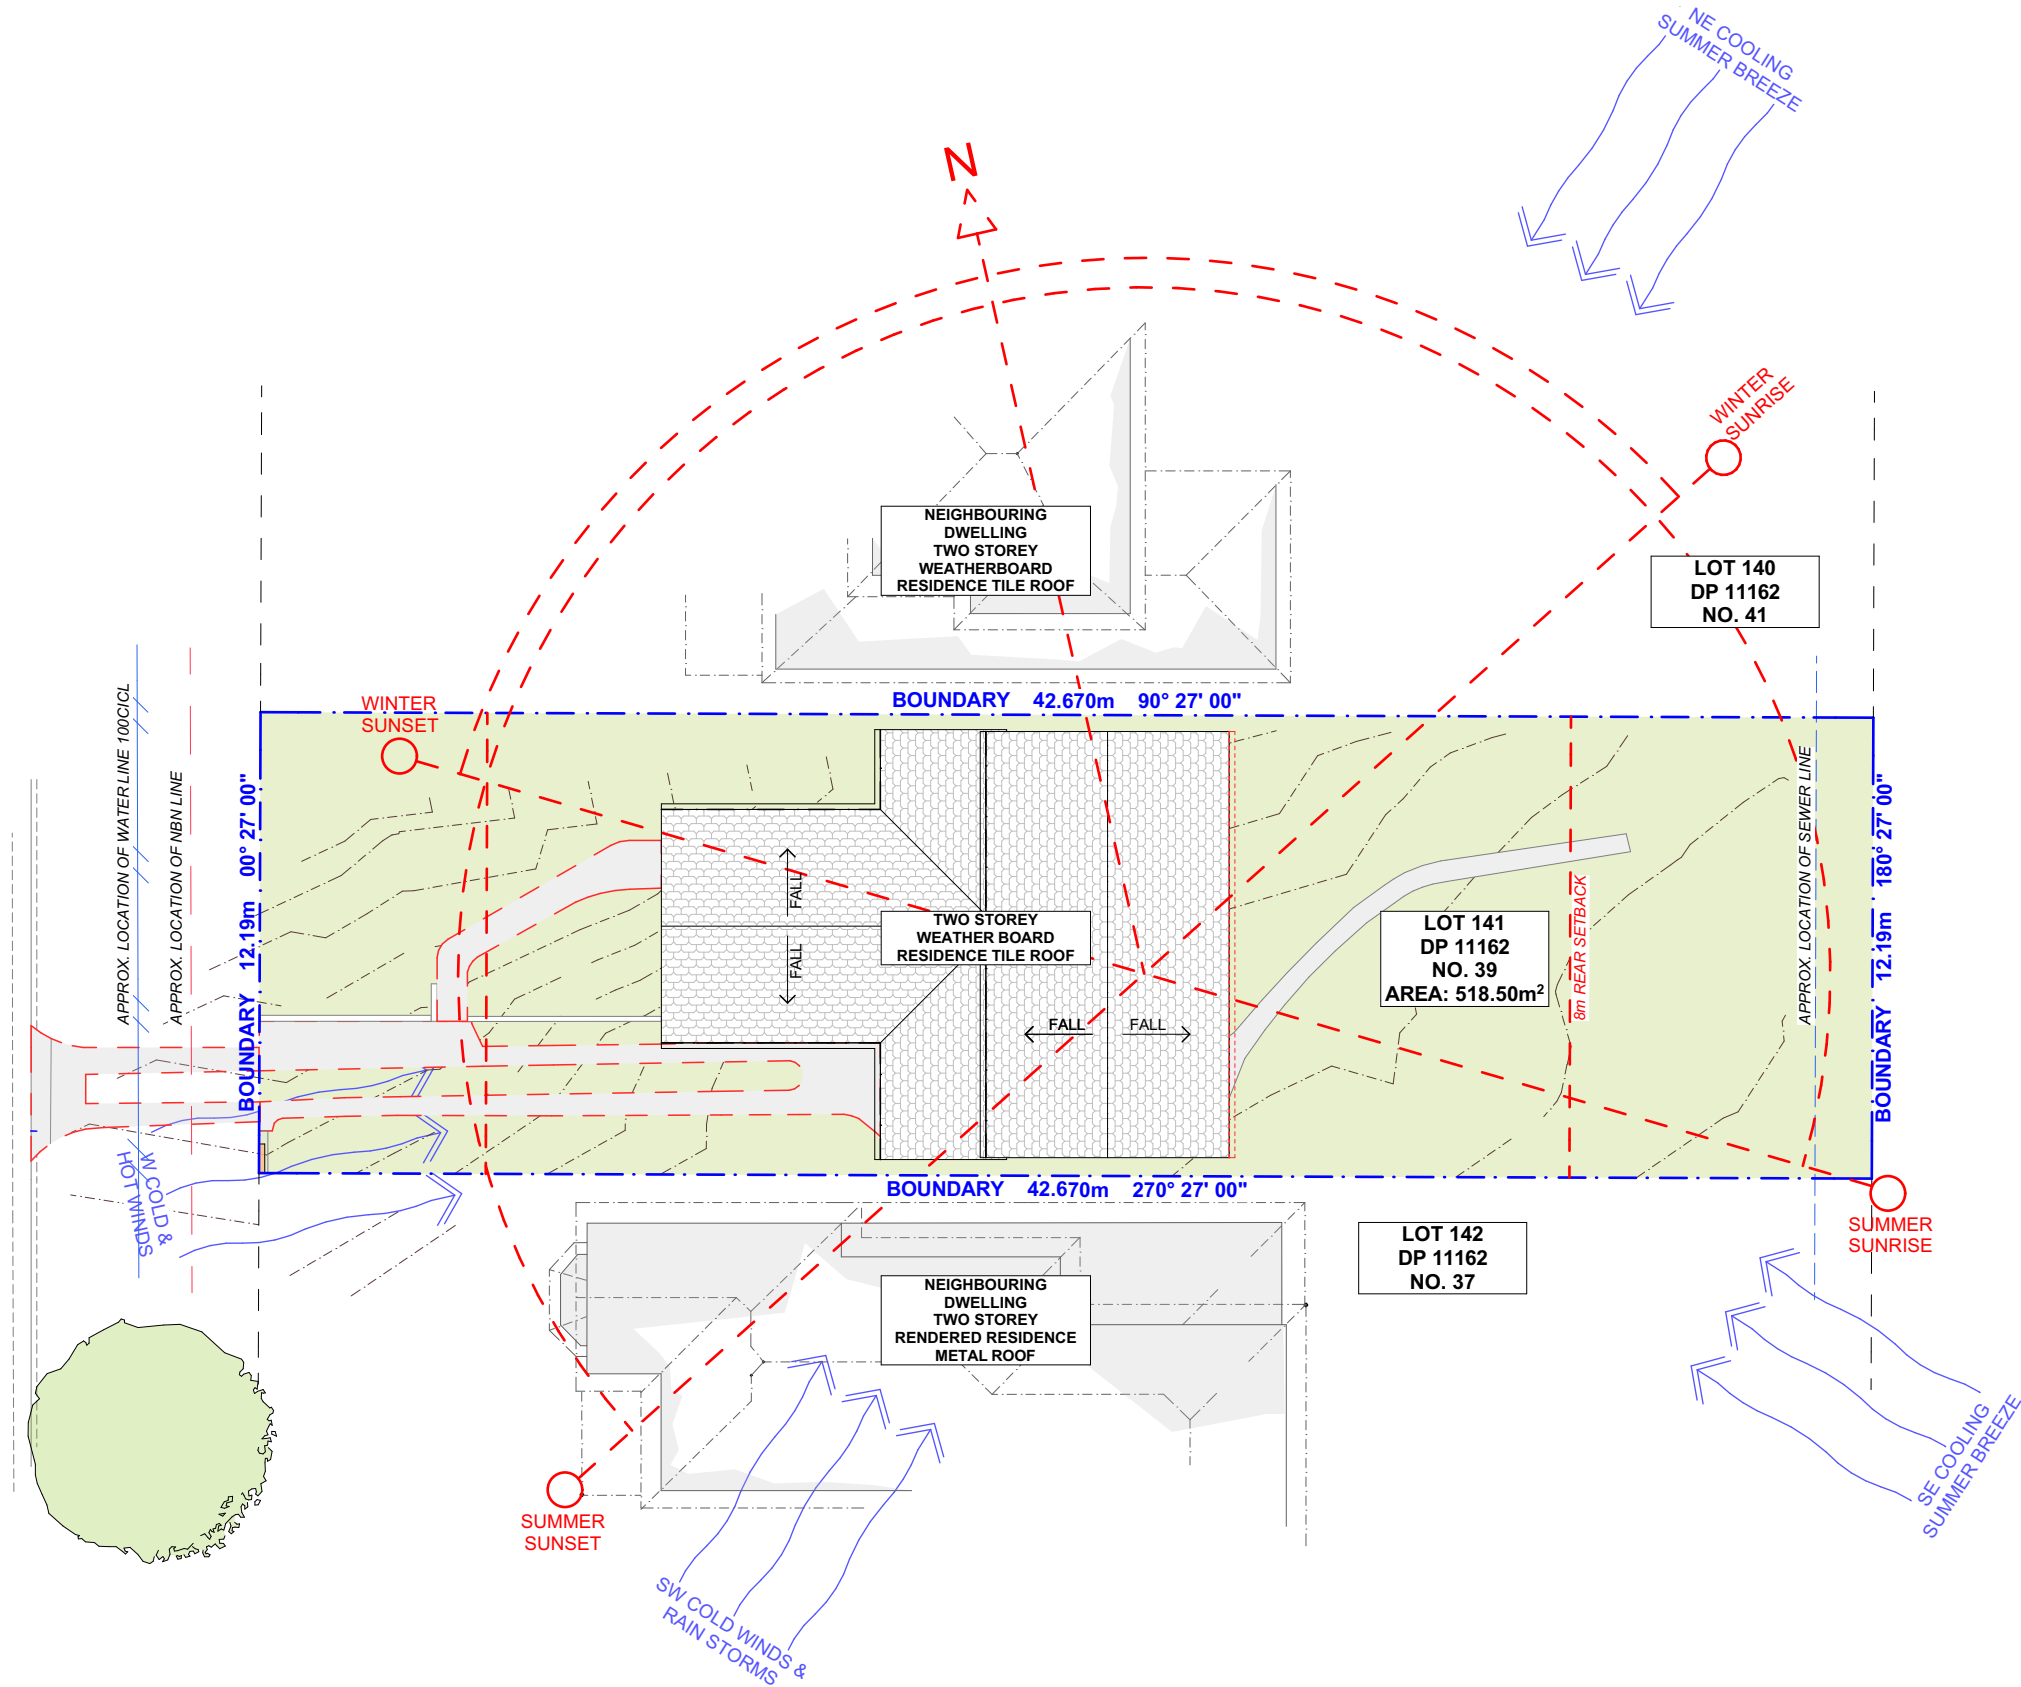 NE COOLING
SUMMER BREEZE
N
WINTER
SUNRISE
NEIGHBOURING
DWELLING
TWO STOREY
WEATHERBOARD
RESIDENCE TILE ROOF
LOT 140
DP 11162
NO. 41
BOUNDARY 42.670m 90° 27' 00"
WINTER
SUNSET
APPROX. LOCATION OF WATER LINE 100CICL
APPROX. LOCATION OF NBN LINE
BOUNDARY 12.19m 00° 27' 00"
FALL
FALL
TWO STOREY
WEATHER BOARD
RESIDENCE TILE ROOF
FALL
FALL
LOT 141
DP 11162
NO. 39
AREA: 518.50m²
8m REAR SETBACK
APPROX. LOCATION OF SEWER LINE
BOUNDARY 12.19m 180° 27' 00"
W COLD &
HOT WINDS
BOUNDARY 42.670m 270° 27' 00"
SUMMER
SUNRISE
LOT 142
DP 11162
NO. 37
NEIGHBOURING
DWELLING
TWO STOREY
RENDERED RESIDENCE
METAL ROOF
SUMMER
SUNSET
SW COLD WINDS &
RAIN STORMS
SE COOLING
SUMMER BREEZE